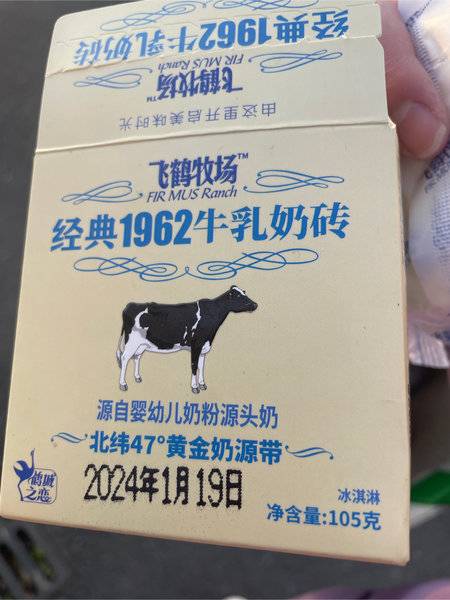 经典1962牛乳奶砖
FIR MUS Ranch
飞鹤牧场™
由这里开启美味时光
飞鹤牧场™
FIR MUS Ranch
经典1962牛乳奶砖
源自婴幼儿奶粉源头奶
北纬47°黄金奶源带
鹤城
之恋
2024年1月19日
冰淇淋
净含量:105克